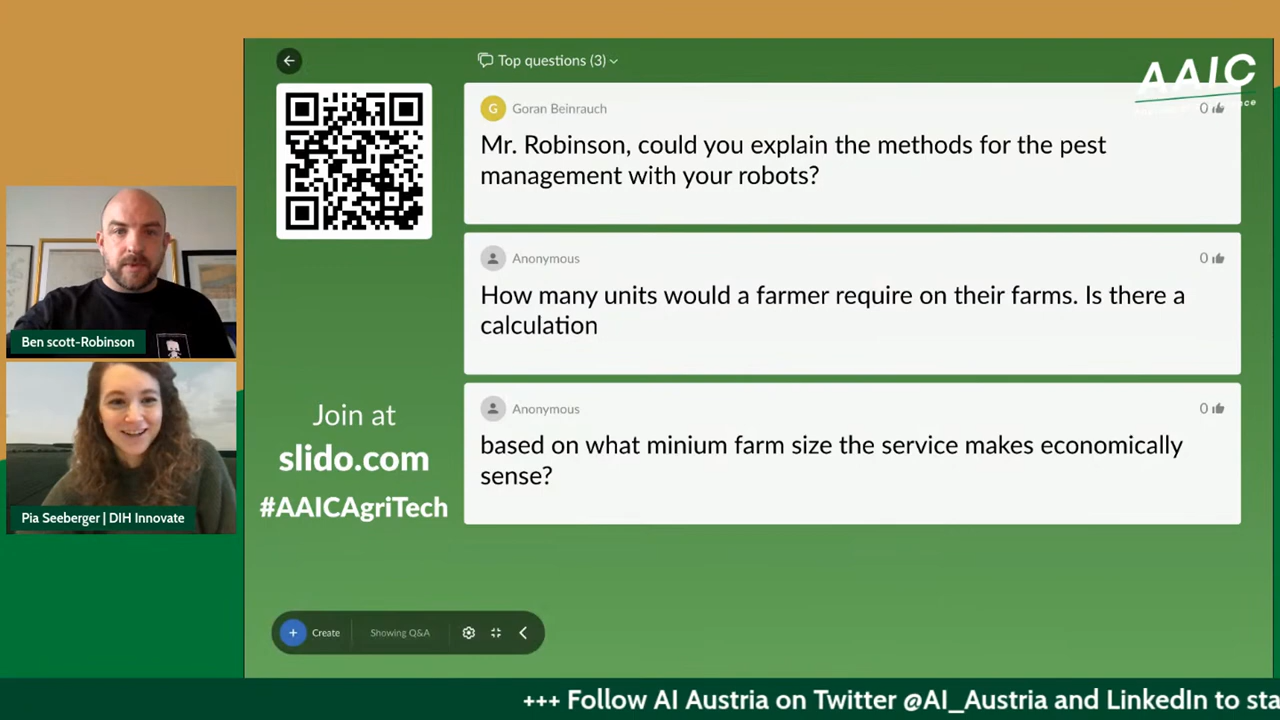 Top questions (3)
AAIC
G
Goran Beinrauch
0
Mr. Robinson, could you explain the methods for the pest
management with your robots?
Anonymous
0
How many units would a farmer require on their farms. Is there a
calculation
Anonymous
0
based on what minium farm size the service makes economically
sense?
Ben scott-Robinson
Pia Seeberger | DIH Innovate
Join at
slido.com
#AAICAgriTech
Create
Showing Q&A
+++ Follow AI Austria on Twitter @AI_Austria and LinkedIn to sta